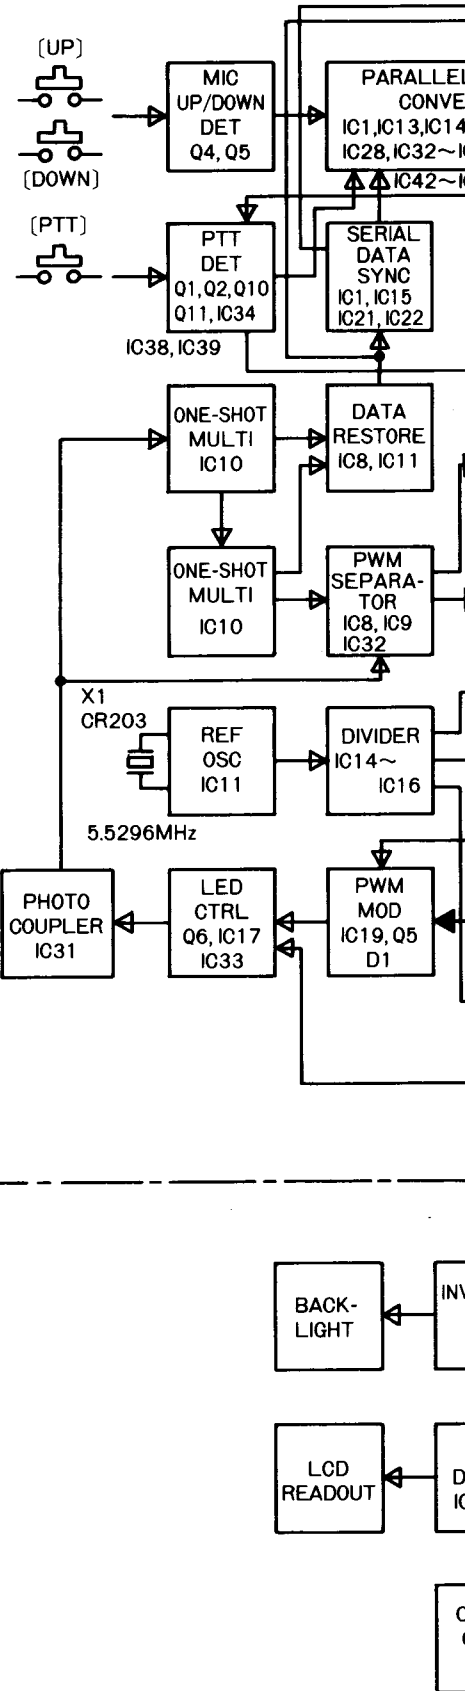 (UP)
(DOWN)
(PTT)
MIC
UP/DOWN
DET
Q4, Q5
PARALLEL
CONVE
IC1, IC13, IC14
IC28, IC32~
IC42~
PTT
DET
Q1, Q2, Q10
Q11, IC34
IC38, IC39
SERIAL
DATA
SYNC
IC1, IC15
IC21, IC22
ONE-SHOT
MULTI
IC10
DATA
RESTORE
IC8, IC11
ONE-SHOT
MULTI
IC10
PWM
SEPARA-
TOR
IC8, IC9
IC32
X1
CR203
5.5296MHz
REF
OSC
IC11
DIVIDER
IC14~
IC16
PHOTO
COUPLER
IC31
LED
CTRL
Q6, IC17
IC33
PWM
MOD
IC19, Q5
D1
BACK-
LIGHT
INV
LCD
READOUT